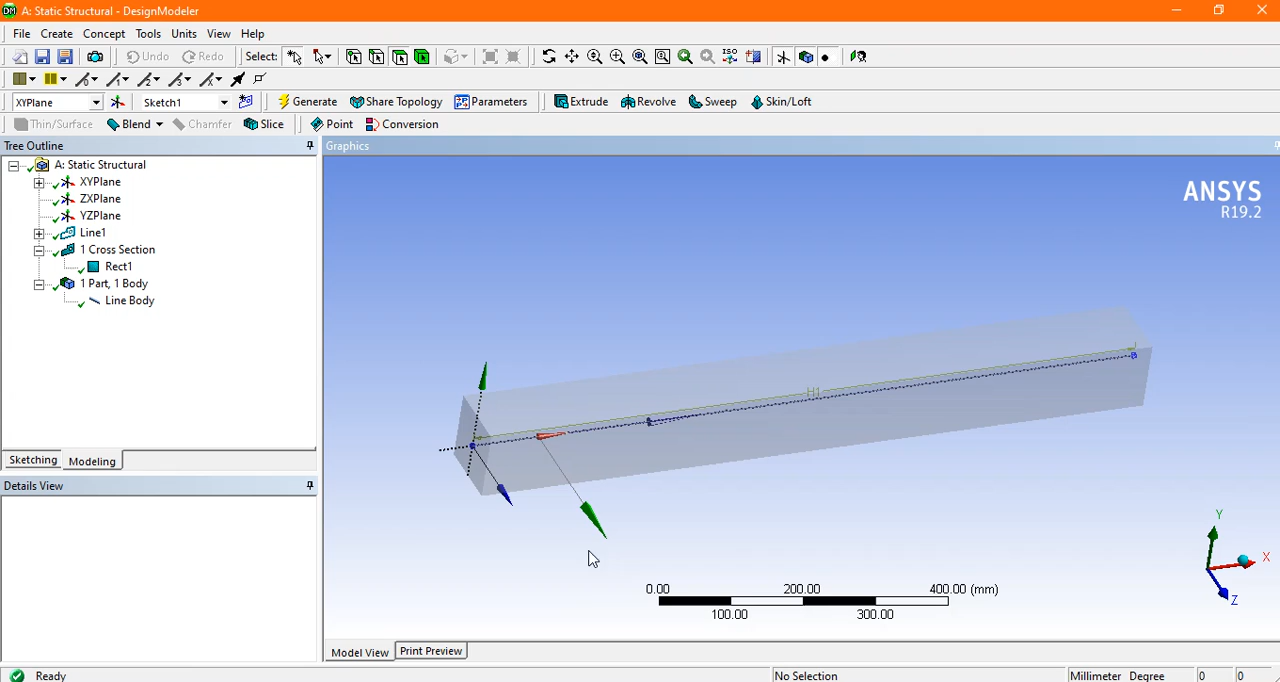 A: Static Structural - DesignModeler
File Create Concept Tools Units View Help
Undo Redo Select: ISO
XYPlane Sketch1 Generate Share Topology Parameters Extrude Revolve Sweep Skin/Loft
Thin/Surface Blend Chamfer Slice Point Conversion
Tree Outline
A: Static Structural
XYPlane
ZXPlane
YZPlane
Line1
1 Cross Section
Rect1
1 Part, 1 Body
Line Body
Sketching Modeling
Details View
Graphics
ANSYS
R19.2
H1
0.00 200.00 400.00 (mm)
100.00 300.00
Y
X
Z
Model View Print Preview
Ready No Selection Millimeter Degree 0 0